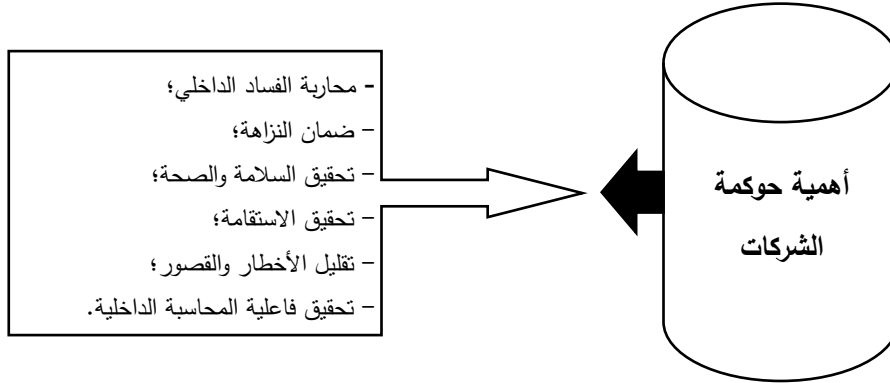 - محاربة الفساد الداخلي؛
- ضمان النزاهة؛
- تحقيق السلامة والصحة؛
- تحقيق الاستقامة؛
- تقليل الأخطار والقصور؛
- تحقيق فاعلية المحاسبة الداخلية.
أهمية حوكمة
الشركات